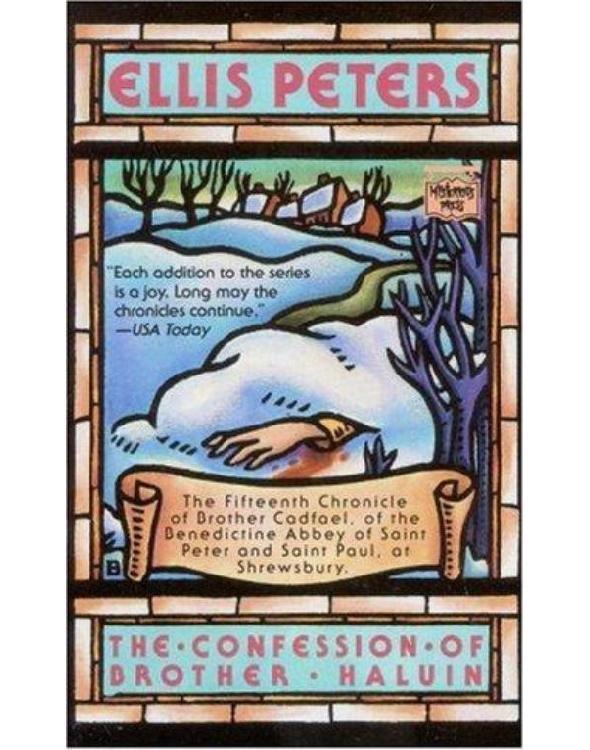 ELLIS PETERS
MYSTERIOUS
PRESS
"Each addition to the series
is a joy. Long may the
chronicles continue."
—USA Today
The Fifteenth Chronicle
of Brother Cadfael, of the
Benedictine Abbey of Saint
Peter and Saint Paul, at
Shrewsbury.
B
THE·CONFESSION·OF
BROTHER·HALUIN